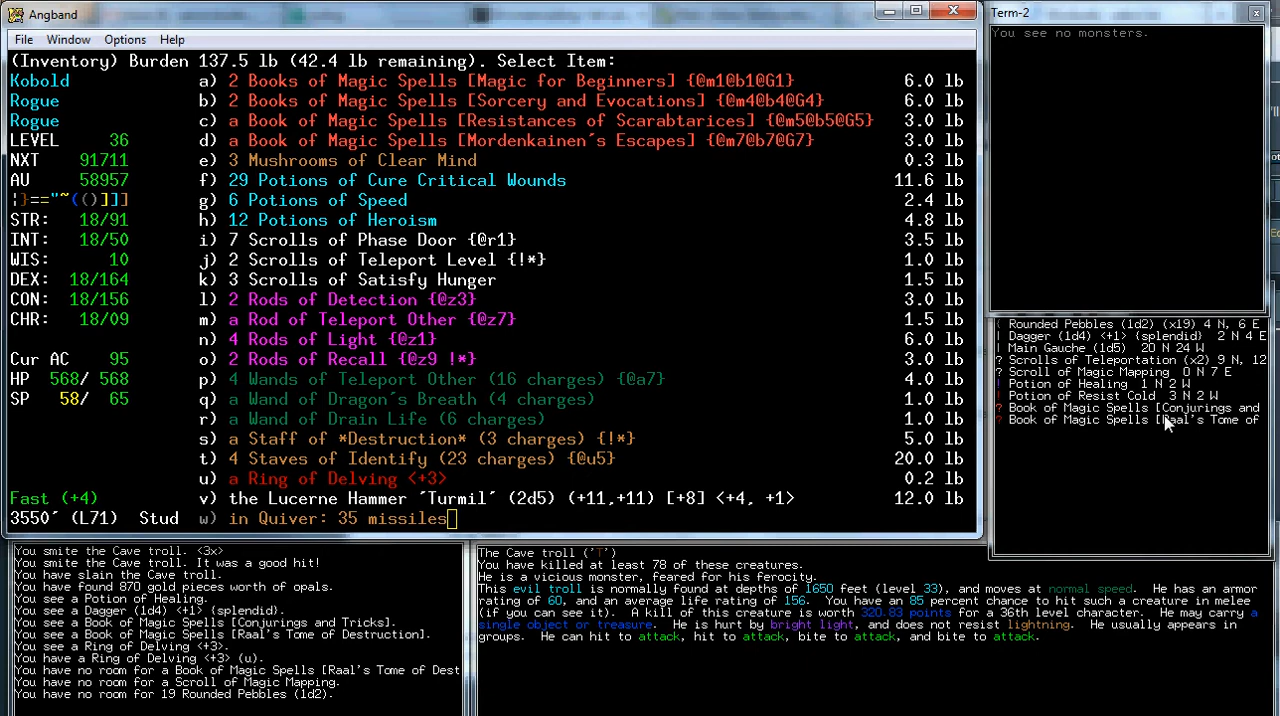 Angband
File Window Options Help
(Inventory) Burden 137.5 lb (42.4 lb remaining). Select Item:
Kobold a) 2 Books of Magic Spells [Magic for Beginners] {@m1@b1@G1} 6.0 lb
Rogue b) 2 Books of Magic Spells [Sorcery and Evocations] {@m4@b4@G4} 6.0 lb
Rogue c) a Book of Magic Spells [Resistances of Scarabtarices] {@m5@b5@G5} 3.0 lb
LEVEL 36 d) a Book of Magic Spells [Mordenkainen´s Escapes] {@m7@b7@G7} 3.0 lb
NXT 91711 e) 3 Mushrooms of Clear Mind 0.3 lb
AU 58957 f) 29 Potions of Cure Critical Wounds 11.6 lb
¦}=="~(()]]] g) 6 Potions of Speed 2.4 lb
STR: 18/91 h) 12 Potions of Heroism 4.8 lb
INT: 18/50 i) 7 Scrolls of Phase Door {@r1} 3.5 lb
WIS: 10 j) 2 Scrolls of Teleport Level {!*} 1.0 lb
DEX: 18/164 k) 3 Scrolls of Satisfy Hunger 1.5 lb
CON: 18/156 l) 2 Rods of Detection {@z3} 3.0 lb
CHR: 18/09 m) a Rod of Teleport Other {@z7} 1.5 lb
n) 4 Rods of Light {@z1} 6.0 lb
Cur AC 95 o) 2 Rods of Recall {@z9 !*} 3.0 lb
HP 568/ 568 p) 4 Wands of Teleport Other (16 charges) {@a7} 4.0 lb
SP 58/ 65 q) a Wand of Dragon´s Breath (4 charges) 1.0 lb
r) a Wand of Drain Life (6 charges) 1.0 lb
s) a Staff of *Destruction* (3 charges) {!*} 5.0 lb
t) 4 Staves of Identify (23 charges) {@u5} 20.0 lb
u) a Ring of Delving <+3> 0.2 lb
Fast (+4) v) the Lucerne Hammer ´Turmil´ (2d5) (+11,+11) [+8] <+4, +1> 12.0 lb
3550´ (L71) Stud w) in Quiver: 35 missiles
Term-2
You see no monsters.
( Rounded Pebbles (1d2) (x19) 4 N, 6 E
| Dagger (1d4) <+1> {splendid} 2 N 4 E
| Main Gauche (1d5) 20 N 24 W
? Scrolls of Teleportation (x2) 9 N, 12
? Scroll of Magic Mapping 0 N 7 E
! Potion of Healing 1 N 2 W
! Potion of Resist Cold 3 N 2 W
? Book of Magic Spells [Conjurings and
? Book of Magic Spells [Raal's Tome of
You smite the Cave troll. <3x>
You smite the Cave troll. It was a good hit!
You have slain the Cave troll.
You have found 870 gold pieces worth of opals.
You see a Potion of Healing.
You see a Dagger (1d4) <+1> {splendid}.
You see a Book of Magic Spells [Conjurings and Tricks].
You see a Book of Magic Spells [Raal's Tome of Destruction].
You see a Ring of Delving <+3>.
You have a Ring of Delving <+3> (u).
You have no room for a Book of Magic Spells [Raal's Tome of Dest
You have no room for a Scroll of Magic Mapping.
You have no room for 19 Rounded Pebbles (1d2).
The Cave troll ('T')
You have killed at least 78 of these creatures.
He is a vicious monster, feared for his ferocity.
This evil troll is normally found at depths of 1650 feet (level 33), and moves at normal speed. He has an armor
rating of 60, and an average life rating of 156. You have an 85 percent chance to hit such a creature in melee
(if you can see it). A kill of this creature is worth 320.83 points for a 36th level character. He may carry a
single object or treasure. He is hurt by bright light, and does not resist lightning. He usually appears in
groups. He can hit to attack, hit to attack, bite to attack, and bite to attack.